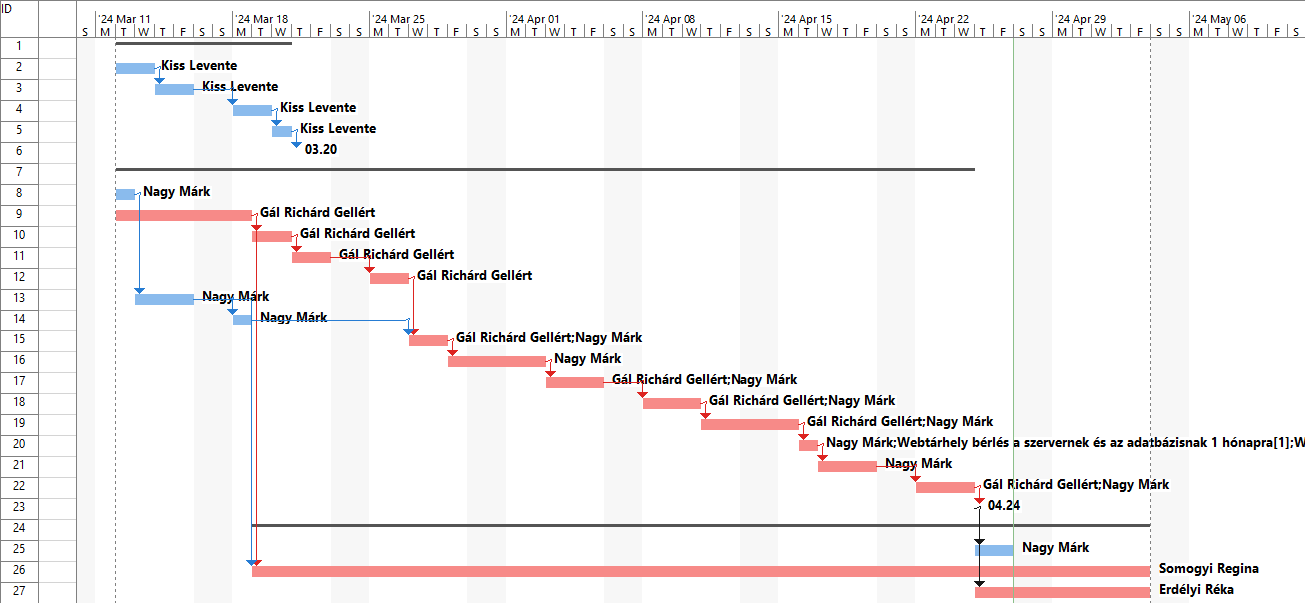 ID
'24 Mar 11 '24 Mar 18 '24 Mar 25 '24 Apr 01 '24 Apr 08 '24 Apr 15 '24 Apr 22 '24 Apr 29 '24 May 06
S M T W T F S S M T W T F S S M T W T F S S M T W T F S S M T W T F S S M T W T F S S M T W T F S S M T W T F S S M T W T F S
1
2 Kiss Levente
3 Kiss Levente
4 Kiss Levente
5 Kiss Levente
6 03.20
7
8 Nagy Márk
9 Gál Richárd Gellért
10 Gál Richárd Gellért
11 Gál Richárd Gellért
12 Gál Richárd Gellért
13 Nagy Márk
14 Nagy Márk
15 Gál Richárd Gellért;Nagy Márk
16 Nagy Márk
17 Gál Richárd Gellért;Nagy Márk
18 Gál Richárd Gellért;Nagy Márk
19 Gál Richárd Gellért;Nagy Márk
20 Nagy Márk;Webtárhely bérlés a szervernek és az adatbázisnak 1 hónapra[1];W
21 Nagy Márk
22 Gál Richárd Gellért;Nagy Márk
23 04.24
24
25 Nagy Márk
26 Somogyi Regina
27 Erdélyi Réka